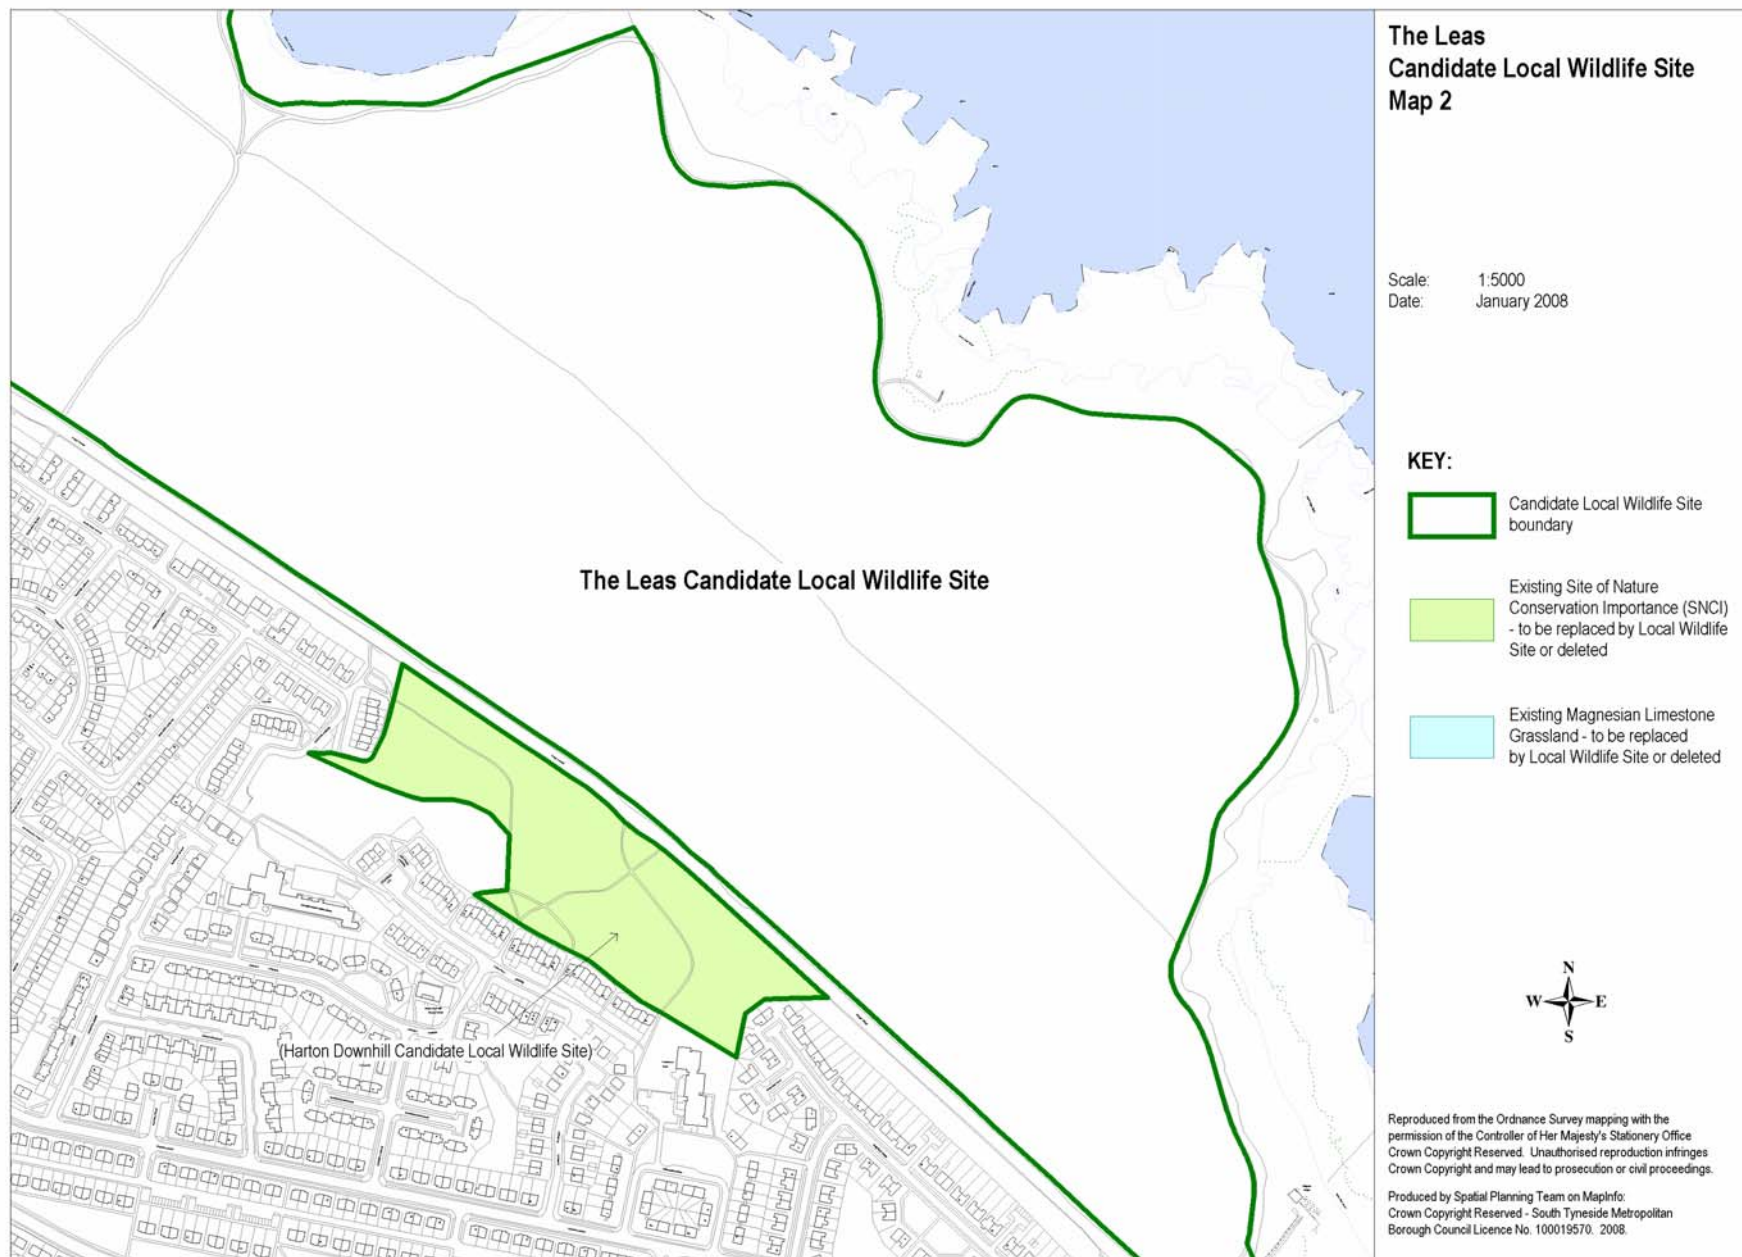 The Leas
Candidate Local Wildlife Site
Map 2
Scale: 1:5000
Date: January 2008
KEY:
Candidate Local Wildlife Site
boundary
Existing Site of Nature
Conservation Importance (SNCI)
- to be replaced by Local Wildlife
Site or deleted
Existing Magnesian Limestone
Grassland - to be replaced
by Local Wildlife Site or deleted
The Leas Candidate Local Wildlife Site
(Harton Downhill Candidate Local Wildlife Site)
N
W E
S
Reproduced from the Ordnance Survey mapping with the
permission of the Controller of Her Majesty's Stationery Office
Crown Copyright Reserved. Unauthorised reproduction infringes
Crown Copyright and may lead to prosecution or civil proceedings.
Produced by Spatial Planning Team on MapInfo:
Crown Copyright Reserved - South Tyneside Metropolitan
Borough Council Licence No. 100019570. 2008.